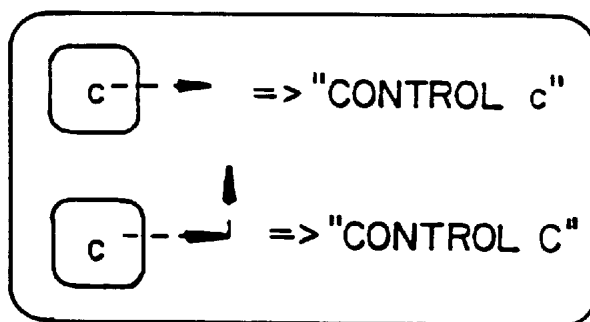 c => "CONTROL c"
c => "CONTROL C"